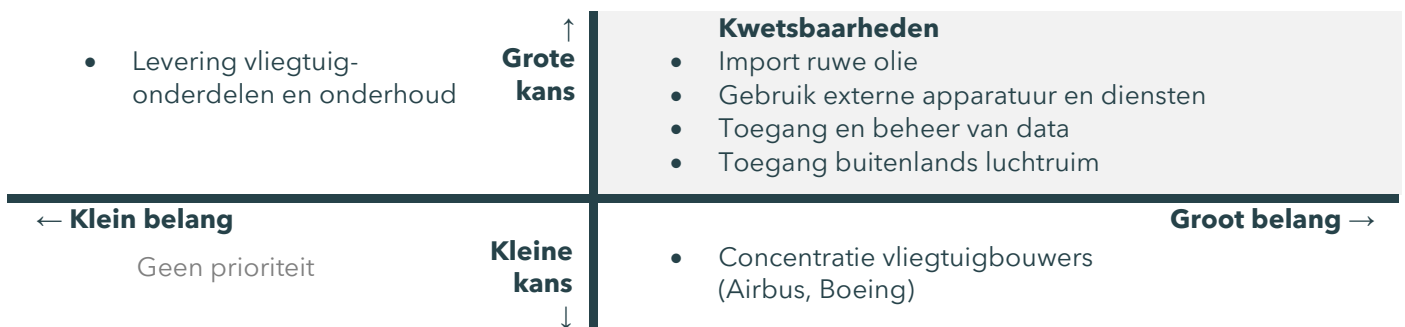 ↑
Grote
kans
• Levering vliegtuig-
onderdelen en onderhoud
Kwetsbaarheden
• Import ruwe olie
• Gebruik externe apparatuur en diensten
• Toegang en beheer van data
• Toegang buitenlands luchtruim
← Klein belang
Groot belang →
Geen prioriteit
Kleine
kans
↓
• Concentratie vliegtuigbouwers
(Airbus, Boeing)